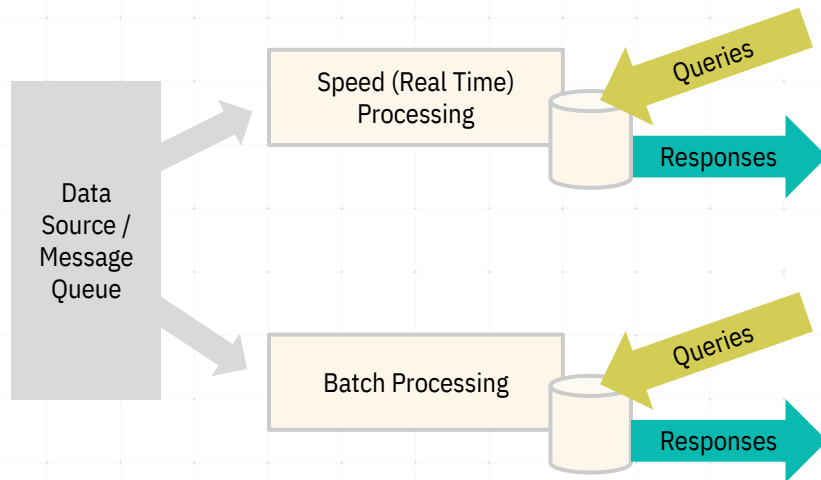 Data
Source /
Message
Queue
Speed (Real Time)
Processing
Queries
Responses
Batch Processing
Queries
Responses